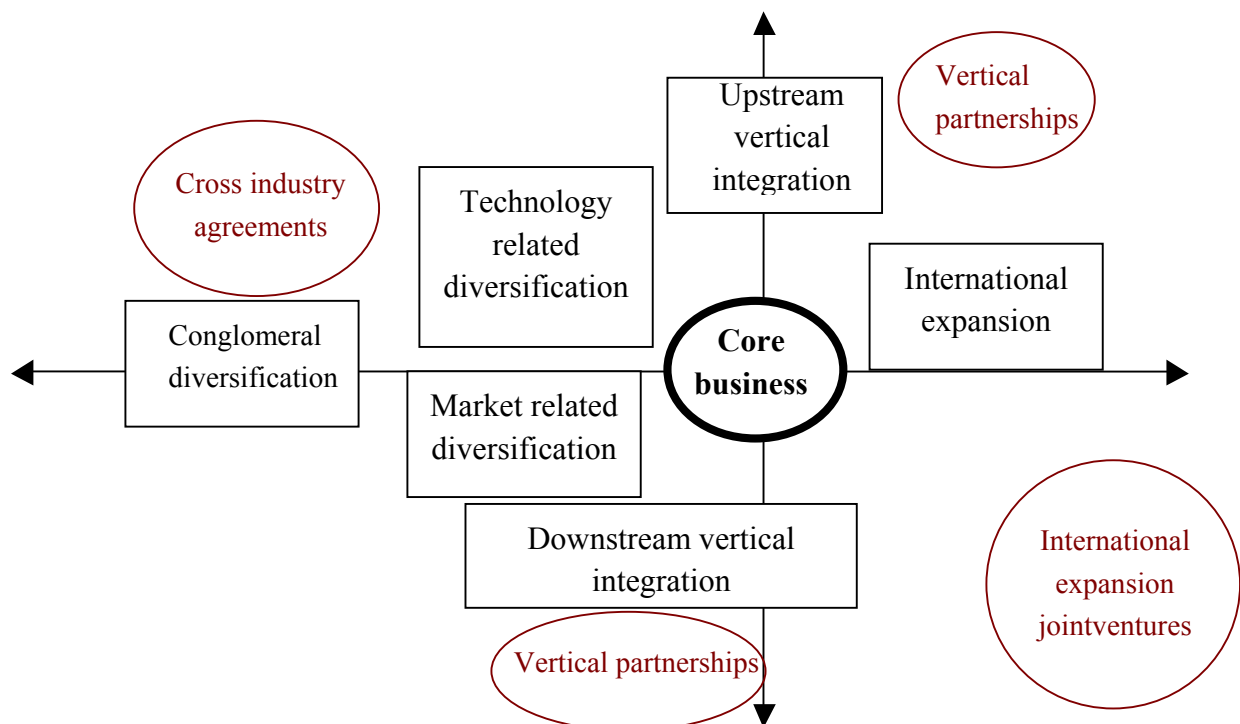 Upstream
vertical
integration
Vertical
partnerships
Cross industry
agreements
Technology
related
diversification
International
expansion
Conglomeral
diversification
Core
business
Market related
diversification
Downstream vertical
integration
International
expansion
jointventures
Vertical partnerships